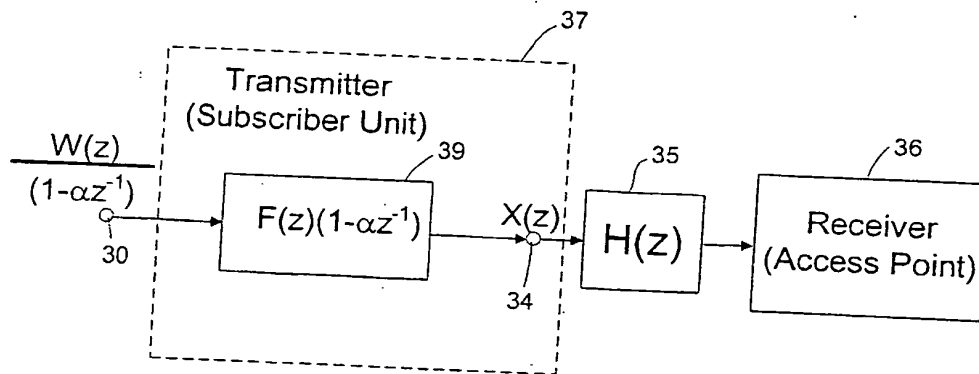 37
Transmitter
(Subscriber Unit)
W(z)
(1-αz⁻¹)
30
39
F(z)(1-αz⁻¹)
X(z)
34
35
H(z)
36
Receiver
(Access Point)